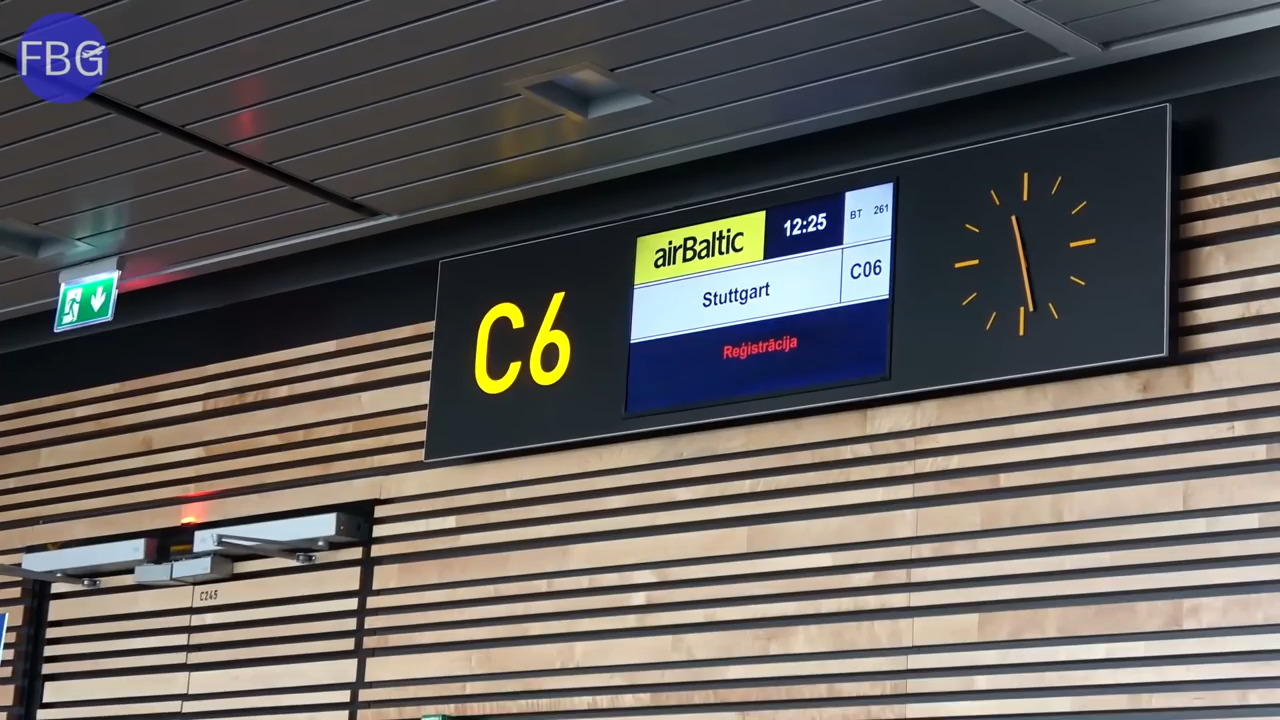 FBG
airBaltic 12:25 BT 261
Stuttgart C06
C6
Reģistrācija
C245